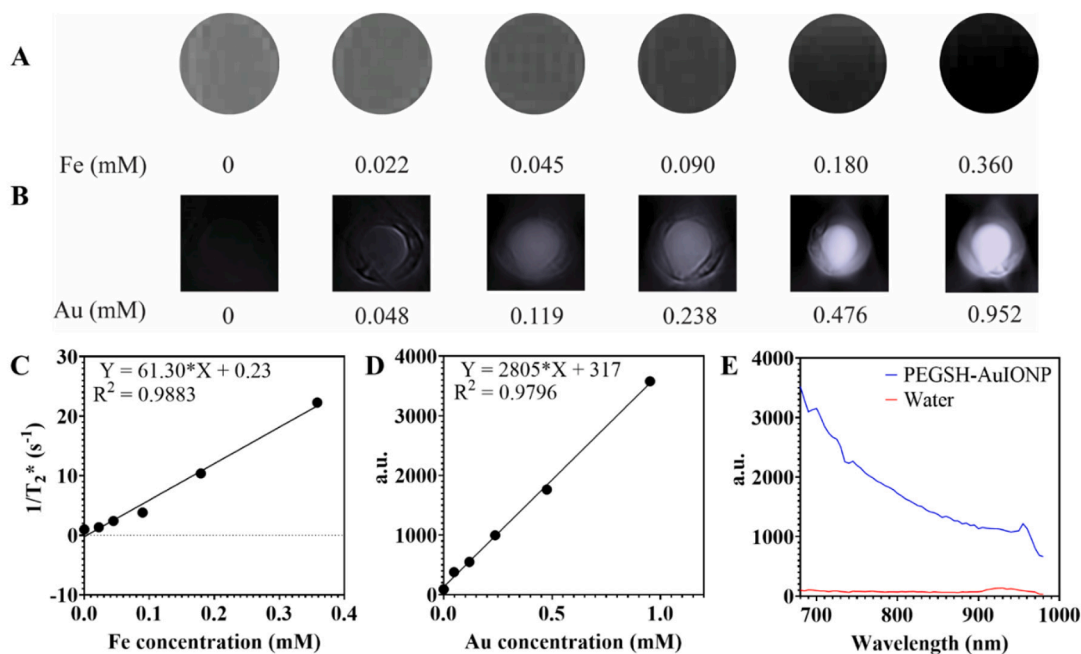 A
Fe (mM) 0 0.022 0.045 0.090 0.180 0.360
B
Au (mM) 0 0.048 0.119 0.238 0.476 0.952
C
Y = 61.30*X + 0.23
R² = 0.9883
30
20
10
0
-10
1/T₂* (s⁻¹)
0.0 0.1 0.2 0.3 0.4
Fe concentration (mM)
D
Y = 2805*X + 317
R² = 0.9796
4000
3000
2000
1000
0
a.u.
0.0 0.5 1.0
Au concentration (mM)
E
PEGSH-AuIONP
Water
4000
3000
2000
1000
0
a.u.
700 800 900 1000
Wavelength (nm)